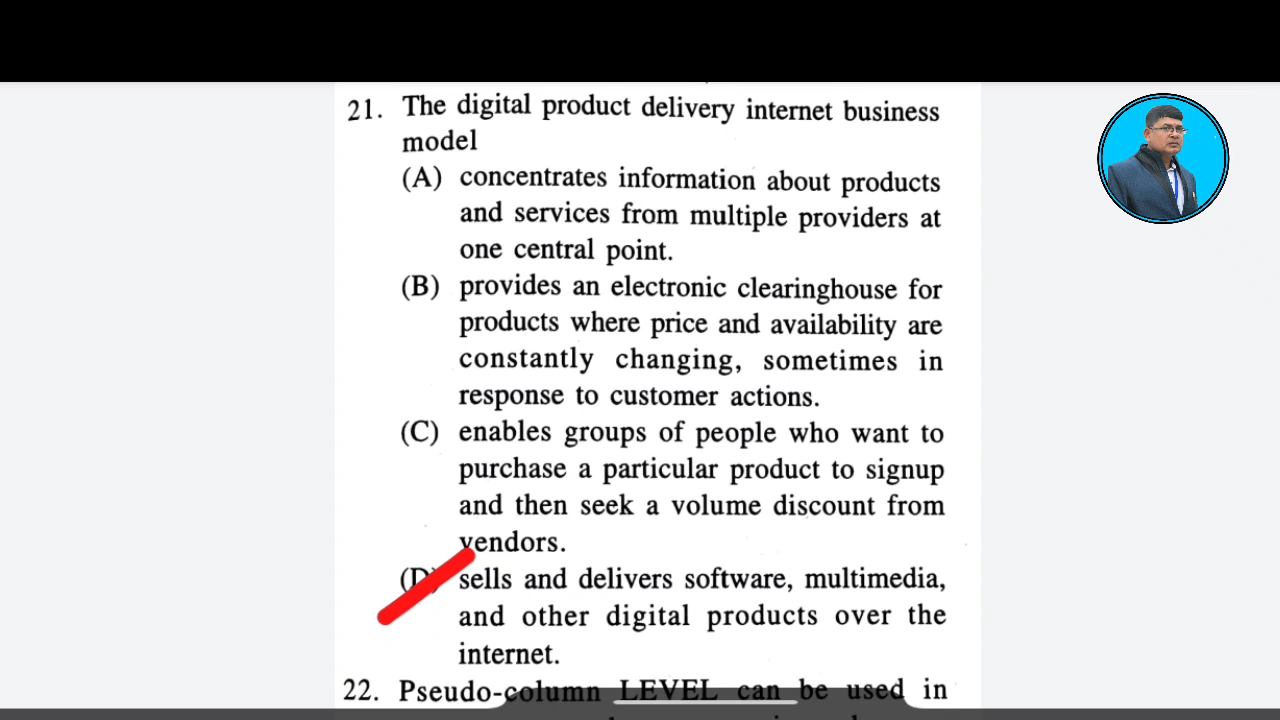 21. The digital product delivery internet business
model
(A) concentrates information about products
and services from multiple providers at
one central point.
(B) provides an electronic clearinghouse for
products where price and availability are
constantly changing, sometimes in
response to customer actions.
(C) enables groups of people who want to
purchase a particular product to signup
and then seek a volume discount from
vendors.
(D) sells and delivers software, multimedia,
and other digital products over the
internet.
22. Pseudo-column LEVEL can be used in